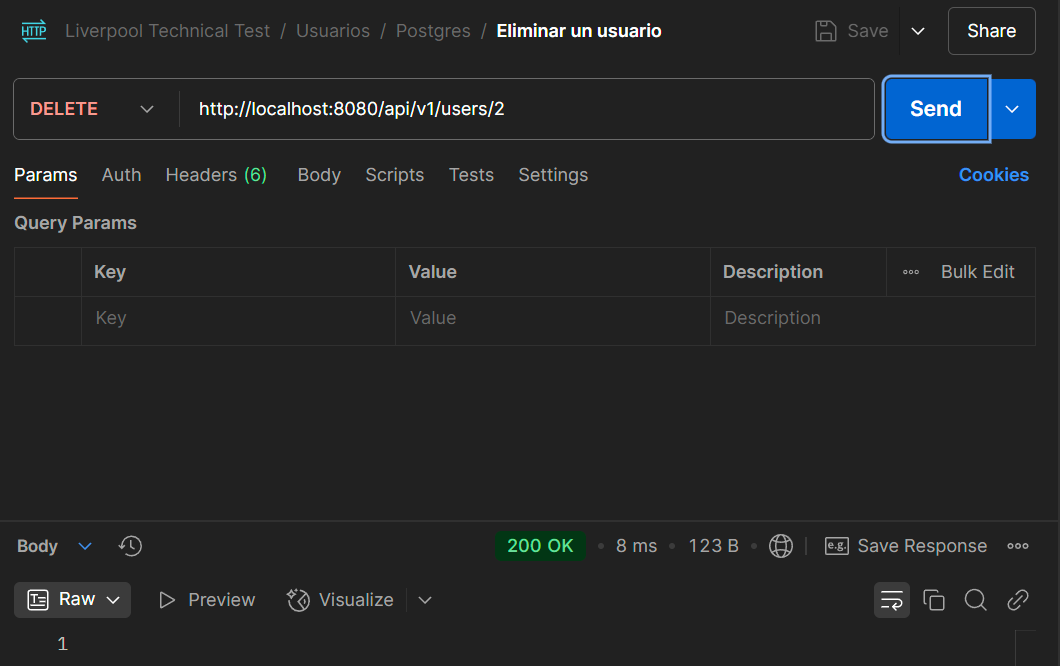 HTTP Liverpool Technical Test / Usuarios / Postgres / Eliminar un usuario Save Share
DELETE http://localhost:8080/api/v1/users/2 Send
Params Auth Headers (6) Body Scripts Tests Settings Cookies
Query Params
Key Value Description Bulk Edit
Key Value Description
Body 200 OK 8 ms 123 B e.g. Save Response
Raw Preview Visualize
1